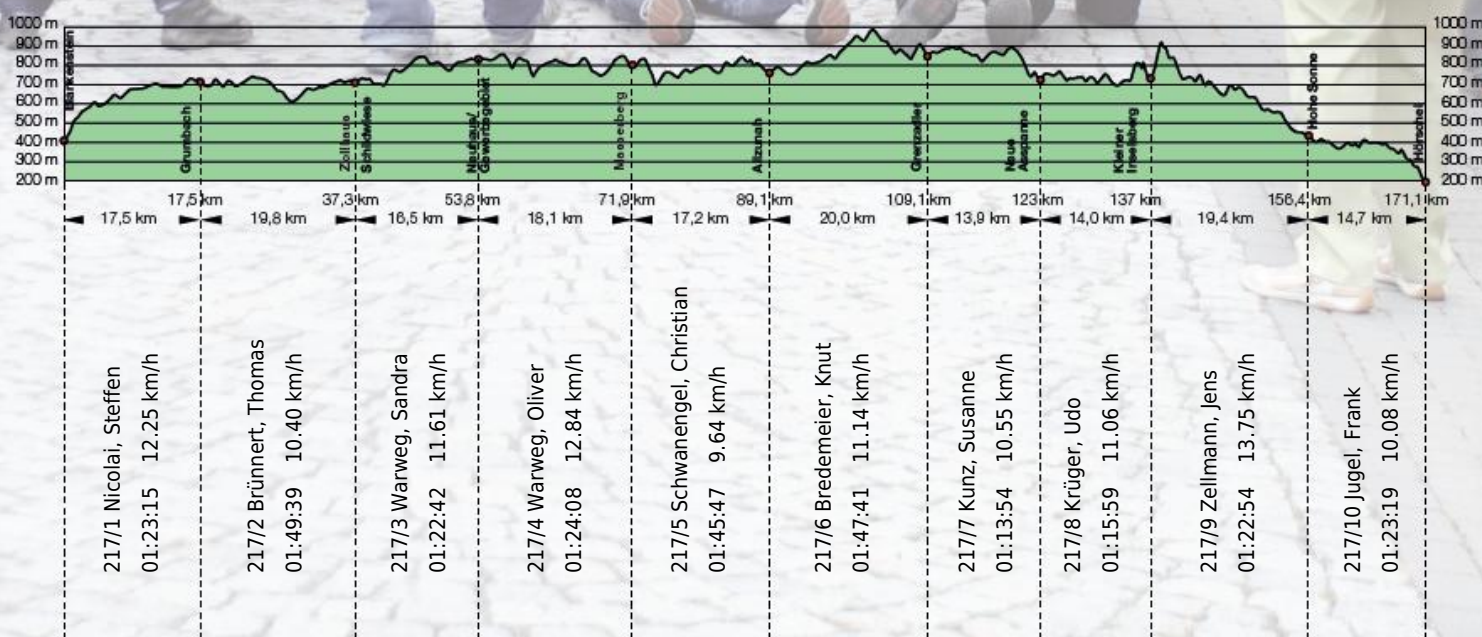 1000 m
900 m
800 m
700 m
600 m
500 m
400 m
300 m
200 m
1000 m
900 m
800 m
700 m
600 m
500 m
400 m
300 m
200 m
Blankenstein
Grumbach
Zollhaus
Schildwiese
Neuhaus/
Masserberg
Allzunah
Grenzadler
Neue
Ausspanne
Kleiner
Inselsberg
Hohe Sonne
Hörschel
17,5 km
37,3 km
53,8 km
71,9 km
89,1 km
109,1 km
123 km
137 km
156,4 km
171,1 km
17,5 km
19,8 km
16,5 km
18,1 km
17,2 km
20,0 km
13,9 km
14,0 km
19,4 km
14,7 km
217/1 Nicolai, Steffen
01:23:15 12.25 km/h
217/2 Brünnert, Thomas
01:49:39 10.40 km/h
217/3 Warweg, Sandra
01:22:42 11.61 km/h
217/4 Warweg, Oliver
01:24:08 12.84 km/h
217/5 Schwanengel, Christian
01:45:47 9.64 km/h
217/6 Bredemeier, Knut
01:47:41 11.14 km/h
217/7 Kunz, Susanne
01:13:54 10.55 km/h
217/8 Krüger, Udo
01:15:59 11.06 km/h
217/9 Zellmann, Jens
01:22:54 13.75 km/h
217/10 Jugel, Frank
01:23:19 10.08 km/h